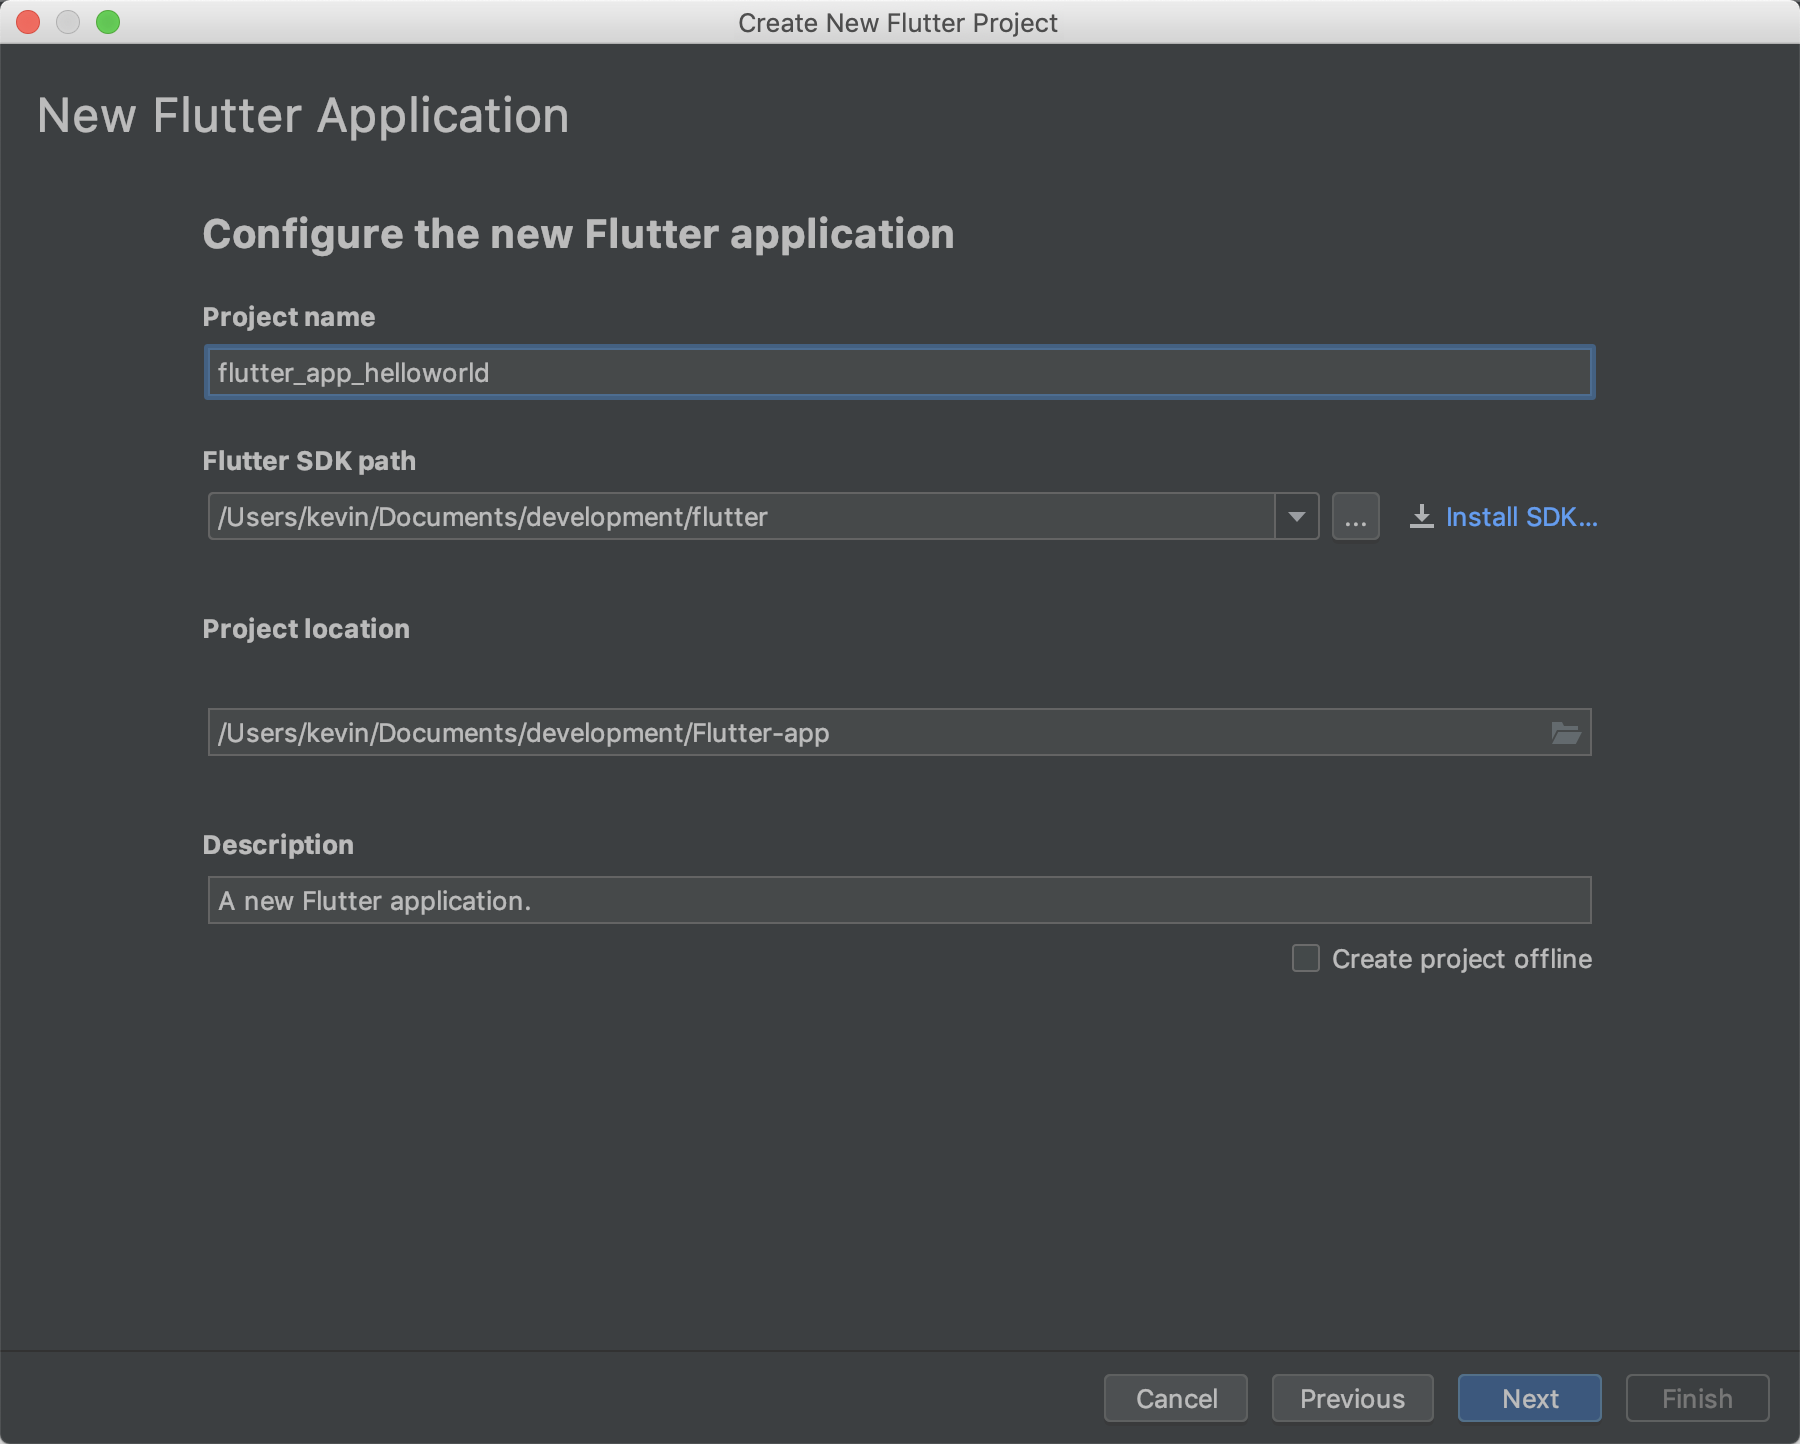 Create New Flutter Project
New Flutter Application
Configure the new Flutter application
Project name
flutter_app_helloworld
Flutter SDK path
/Users/kevin/Documents/development/flutter
...
Install SDK...
Project location
/Users/kevin/Documents/development/Flutter-app
Description
A new Flutter application.
Create project offline
Cancel
Previous
Next
Finish